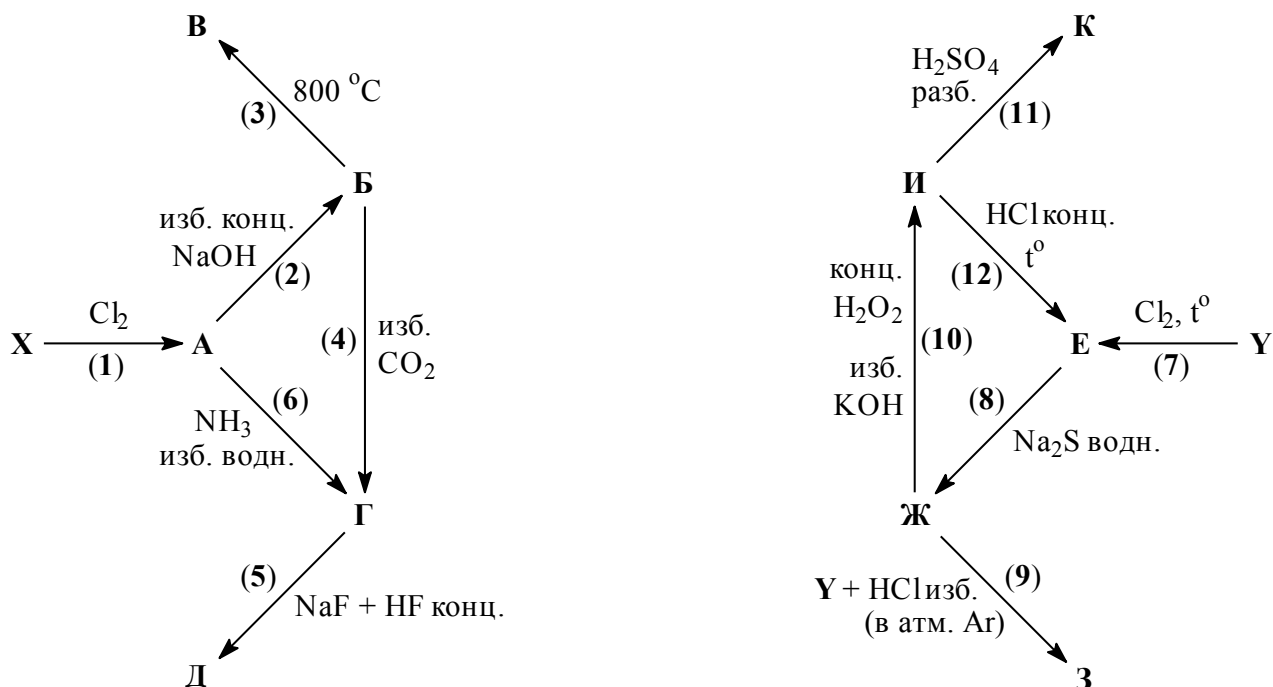 В
К
800 °C
(3)
H2SO4
разб.
(11)
Б
И
изб. конц.
NaOH
(2)
HCl конц.
t°
(12)
конц.
H2O2
(10)
изб.
KOH
X
Cl2
(1)
А
(4)
изб.
CO2
Е
Cl2, t°
(7)
Y
(6)
NH3
изб. водн.
(8)
Na2S водн.
Г
Ж
(5)
NaF + HF конц.
Y + HCl изб.
(в атм. Ar)
(9)
Д
З